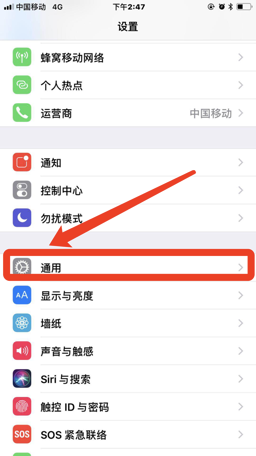 中国移动 4G 下午2:47
设置
蜂窝移动网络
个人热点
运营商 中国移动
通知
控制中心
勿扰模式
通用
AA 显示与亮度
墙纸
声音与触感
Siri 与搜索
触控 ID 与密码
SOS SOS 紧急联络